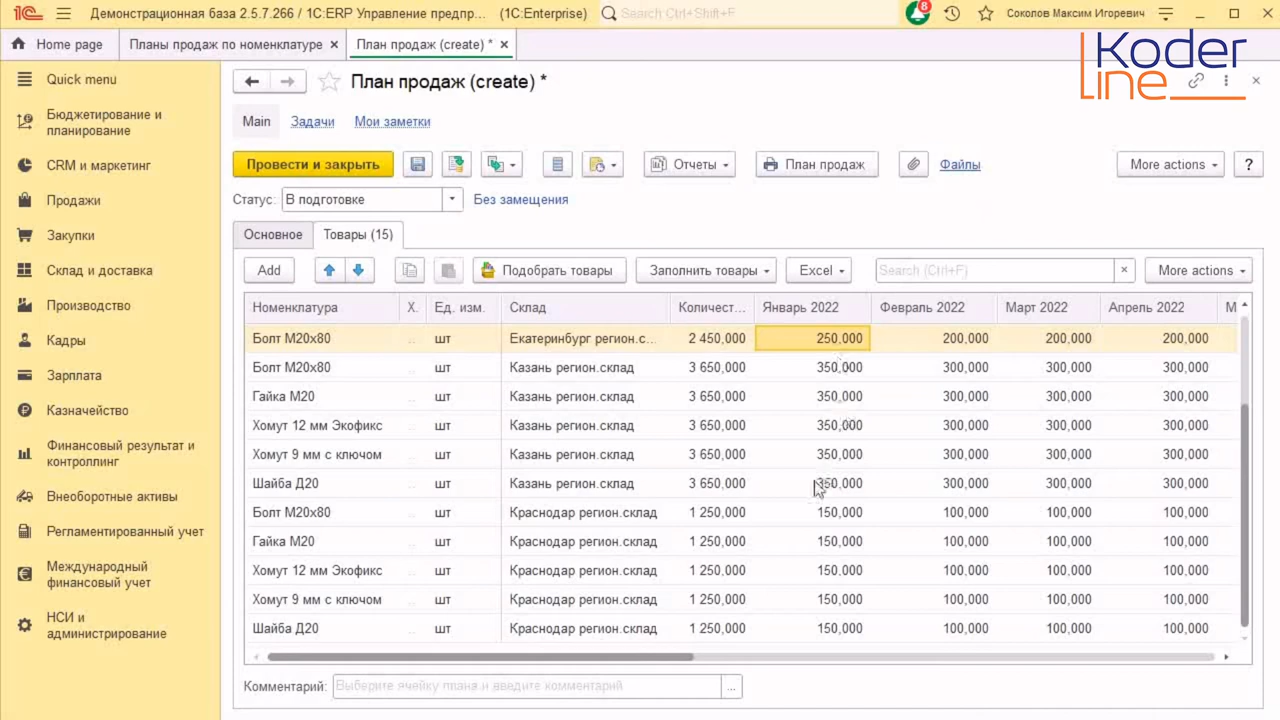 1С Демонстрационная база 2.5.7.266 / 1С:ERP Управление предпр... (1C:Enterprise) Search Ctrl+Shift+F 8 Соколов Максим Игоревич
Home page Планы продаж по номенклатуре × План продаж (create) * ×
Koder
line
Quick menu
Бюджетирование и
планирование
CRM и маркетинг
Продажи
Закупки
Склад и доставка
Производство
Кадры
Зарплата
Казначейство
Финансовый результат и
контроллинг
Внеоборотные активы
Регламентированный учет
Международный
финансовый учет
НСИ и
администрирование
План продаж (create) *
Main Задачи Мои заметки
Провести и закрыть Отчеты План продаж Файлы More actions ?
Статус: В подготовке Без замещения
Основное Товары (15)
Add Подобрать товары Заполнить товары Excel Search (Ctrl+F) × More actions
Номенклатура Х. Ед. изм. Склад Количест... Январь 2022 Февраль 2022 Март 2022 Апрель 2022 М
Болт М20х80 .. шт Екатеринбург регион.с... 2 450,000 250,000 200,000 200,000 200,000
Болт М20х80 .. шт Казань регион.склад 3 650,000 350,000 300,000 300,000 300,000
Гайка М20 .. шт Казань регион.склад 3 650,000 350,000 300,000 300,000 300,000
Хомут 12 мм Экофикс .. шт Казань регион.склад 3 650,000 350,000 300,000 300,000 300,000
Хомут 9 мм с ключом .. шт Казань регион.склад 3 650,000 350,000 300,000 300,000 300,000
Шайба Д20 .. шт Казань регион.склад 3 650,000 350,000 300,000 300,000 300,000
Болт М20х80 .. шт Краснодар регион.склад 1 250,000 150,000 100,000 100,000 100,000
Гайка М20 .. шт Краснодар регион.склад 1 250,000 150,000 100,000 100,000 100,000
Хомут 12 мм Экофикс .. шт Краснодар регион.склад 1 250,000 150,000 100,000 100,000 100,000
Хомут 9 мм с ключом .. шт Краснодар регион.склад 1 250,000 150,000 100,000 100,000 100,000
Шайба Д20 .. шт Краснодар регион.склад 1 250,000 150,000 100,000 100,000 100,000
Комментарий: Выберите ячейку плана и введите комментарий ...